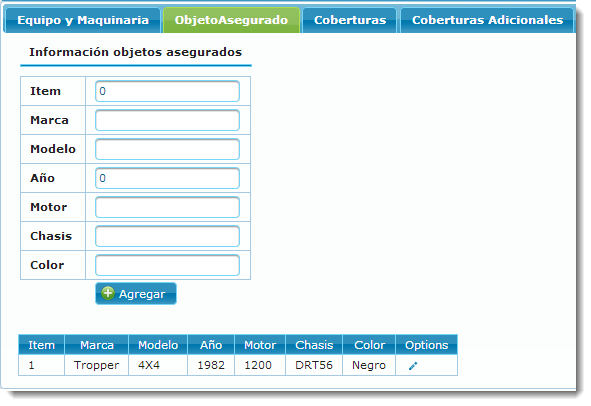 Equipo y Maquinaria ObjetoAsegurado Coberturas Coberturas Adicionales
Información objetos asegurados
Item 0
Marca
Modelo
Año 0
Motor
Chasis
Color
Agregar
Item Marca Modelo Año Motor Chasis Color Options
1 Tropper 4X4 1982 1200 DRT56 Negro